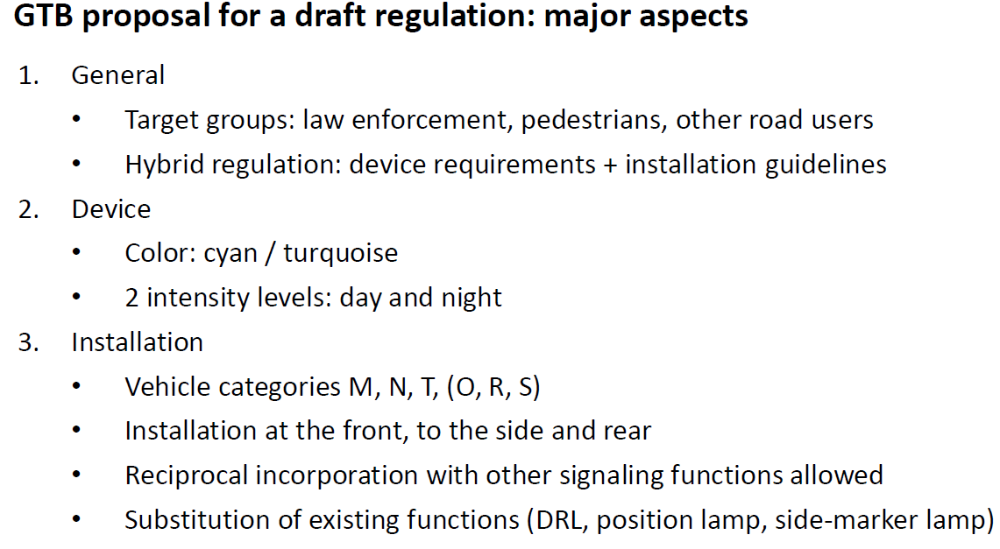 GTB proposal for a draft regulation: major aspects
1. General
• Target groups: law enforcement, pedestrians, other road users
• Hybrid regulation: device requirements + installation guidelines
2. Device
• Color: cyan / turquoise
• 2 intensity levels: day and night
3. Installation
• Vehicle categories M, N, T, (O, R, S)
• Installation at the front, to the side and rear
• Reciprocal incorporation with other signaling functions allowed
• Substitution of existing functions (DRL, position lamp, side-marker lamp)